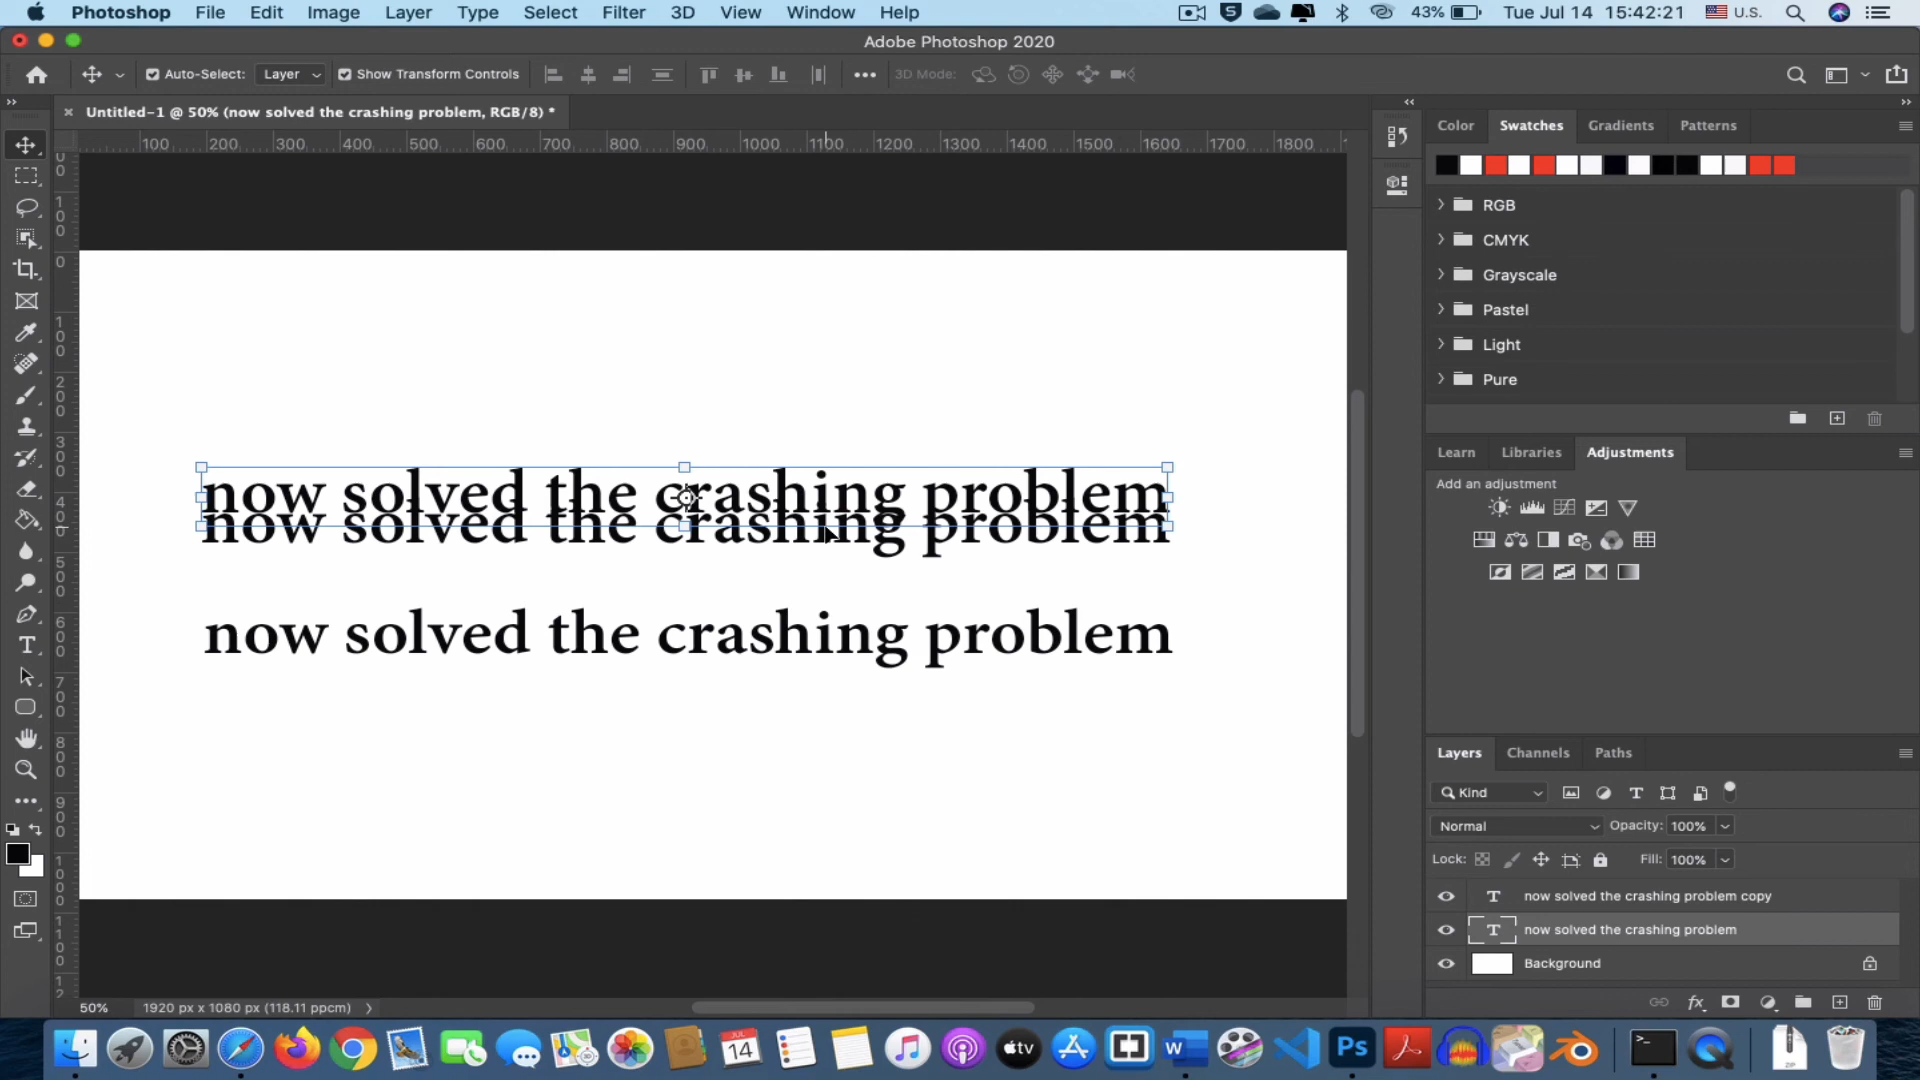 Photoshop File Edit Image Layer Type Select Filter 3D View Window Help 43% Tue Jul 14 15:42:21 U.S.
Adobe Photoshop 2020
Auto-Select: Layer Show Transform Controls 3D Mode:
Untitled-1 @ 50% (now solved the crashing problem, RGB/8) *
100 200 300 400 500 600 700 800 900 1000 1100 1200 1300 1400 1500 1600 1700 1800
Color Swatches Gradients Patterns
RGB
CMYK
Grayscale
Pastel
Light
Pure
Learn Libraries Adjustments
Add an adjustment
now solved the crashing problem
now solved the crashing problem
now solved the crashing problem
Layers Channels Paths
Kind
Normal Opacity: 100%
Lock: Fill: 100%
now solved the crashing problem copy
now solved the crashing problem
Background
50% 1920 px x 1080 px (118.11 ppcm)
JUL
14
tv
W
Ps
ZIP